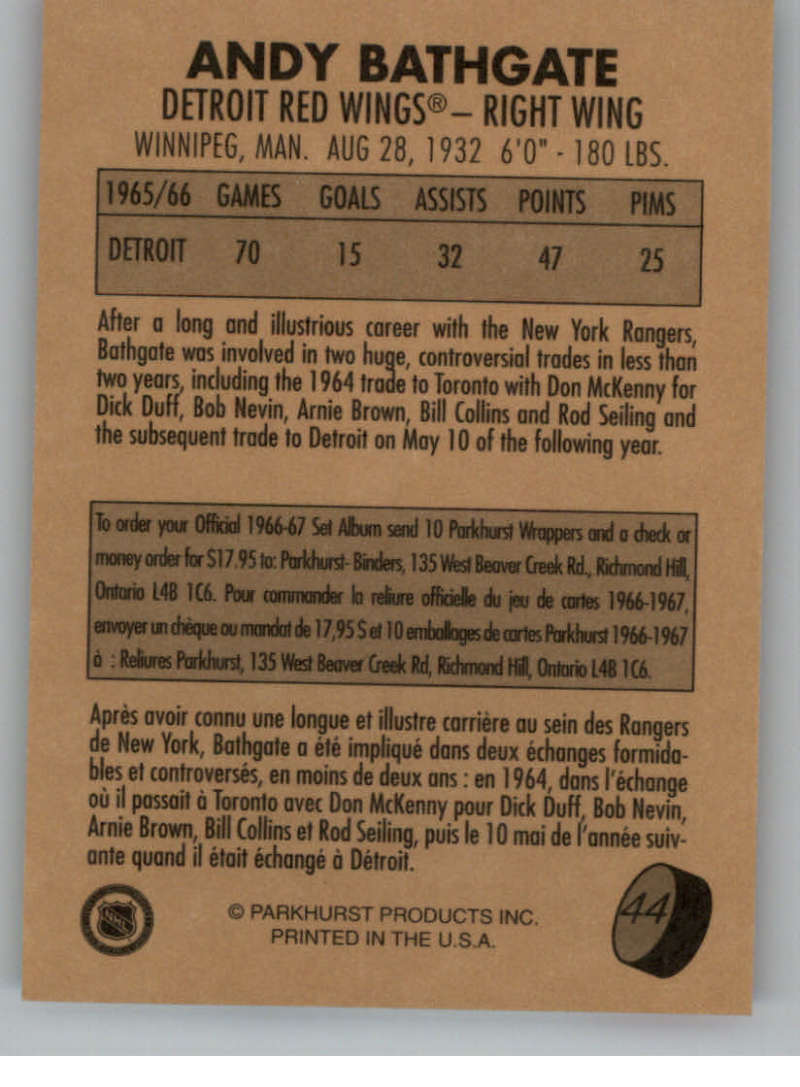 ANDY BATHGATE
DETROIT RED WINGS® – RIGHT WING
WINNIPEG, MAN. AUG 28, 1932 6'0" - 180 LBS.
1965/66 GAMES GOALS ASSISTS POINTS PIMS
DETROIT 70 15 32 47 25
After a long and illustrious career with the New York Rangers,
Bathgate was involved in two huge, controversial trades in less than
two years, including the 1964 trade to Toronto with Don McKenny for
Dick Duff, Bob Nevin, Arnie Brown, Bill Collins and Rod Seiling and
the subsequent trade to Detroit on May 10 of the following year.
To order your Official 1966-67 Set Album send 10 Parkhurst Wrappers and a check or
money order for $17.95 to: Parkhurst- Binders, 135 West Beaver Creek Rd., Richmond Hill,
Ontario L4B 1C6. Pour commander la reliure officielle du jeu de cartes 1966-1967,
envoyer un chèque ou mandat de 17,95 $ et 10 emballages de cartes Parkhurst 1966-1967
à : Reliures Parkhurst, 135 West Beaver Creek Rd, Richmond Hill, Ontario L4B 1C6.
Après avoir connu une longue et illustre carrière au sein des Rangers
de New York, Bathgate a été impliqué dans deux échanges formida-
bles et controversés, en moins de deux ans : en 1964, dans l'échange
où il passait à Toronto avec Don McKenny pour Dick Duff, Bob Nevin,
Arnie Brown, Bill Collins et Rod Seiling, puis le 10 mai de l'année suiv-
ante quand il était échangé à Détroit.
NHL
© PARKHURST PRODUCTS INC.
PRINTED IN THE U.S.A.
44